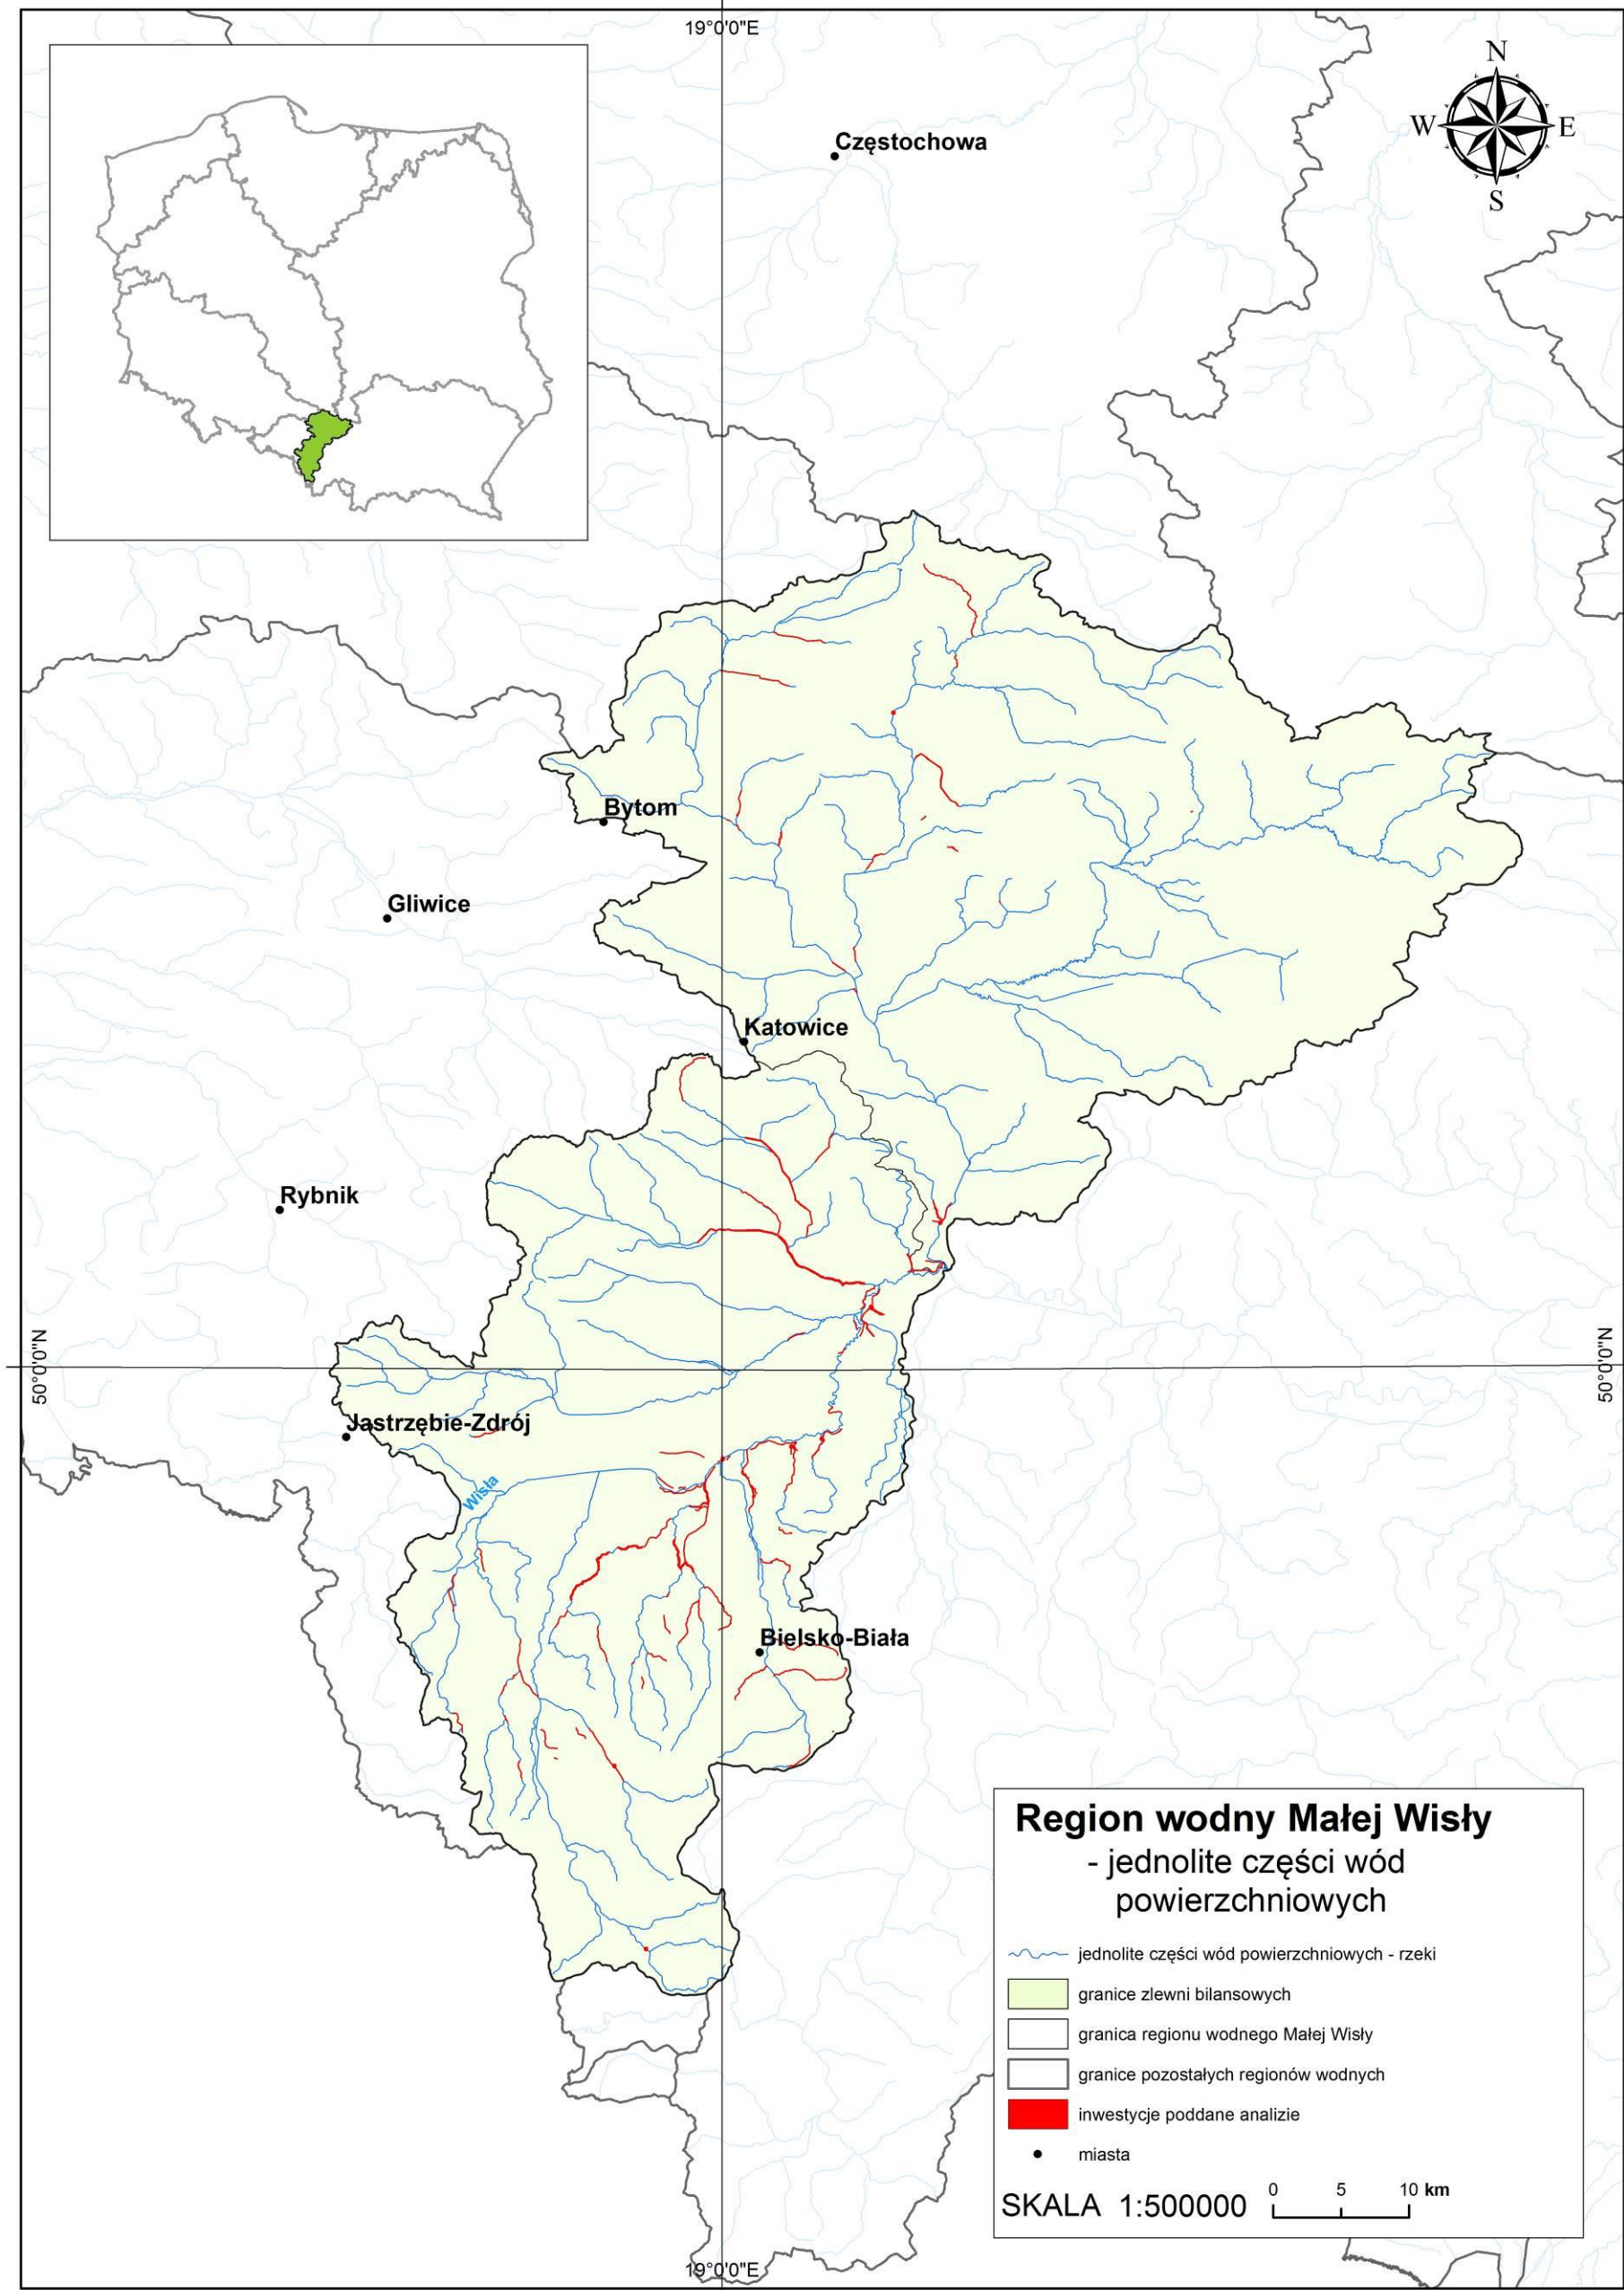 19°0'0"E
N
W
E
S
Częstochowa
Bytom
Gliwice
Katowice
Rybnik
50°0'0"N
50°0'0"N
Jastrzębie-Zdrój
Wisła
Bielsko-Biała
Region wodny Małej Wisły
- jednolite części wód
powierzchniowych
jednolite części wód powierzchniowych - rzeki
granice zlewni bilansowych
granica regionu wodnego Małej Wisły
granice pozostałych regionów wodnych
inwestycje poddane analizie
miasta
SKALA 1:500000
0 5 10 km
19°0'0"E